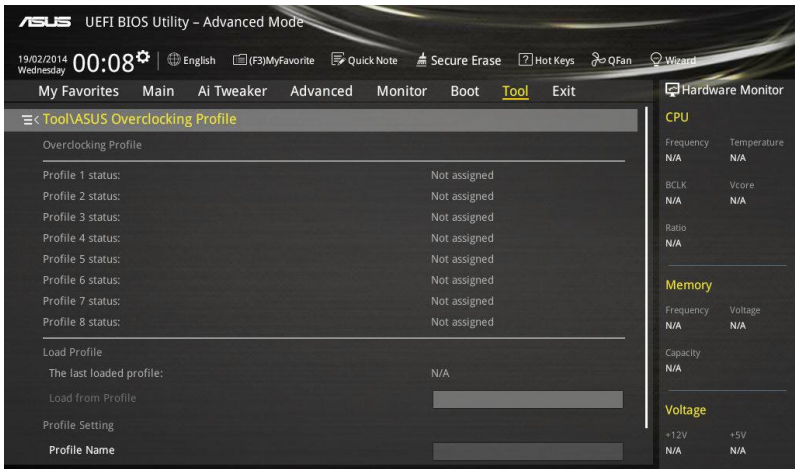 ASUS UEFI BIOS Utility – Advanced Mode
19/02/2014
Wednesday
00:08
English
(F3)MyFavorite
Quick Note
Secure Erase
? Hot Keys
QFan
Wizard
My Favorites Main Ai Tweaker Advanced Monitor Boot Tool Exit
Tool\ASUS Overclocking Profile
Overclocking Profile
Profile 1 status: Not assigned
Profile 2 status: Not assigned
Profile 3 status: Not assigned
Profile 4 status: Not assigned
Profile 5 status: Not assigned
Profile 6 status: Not assigned
Profile 7 status: Not assigned
Profile 8 status: Not assigned
Load Profile
The last loaded profile: N/A
Load from Profile
Profile Setting
Profile Name
Hardware Monitor
CPU
Frequency Temperature
N/A N/A
BCLK Vcore
N/A N/A
Ratio
N/A
Memory
Frequency Voltage
N/A N/A
Capacity
N/A
Voltage
+12V +5V
N/A N/A